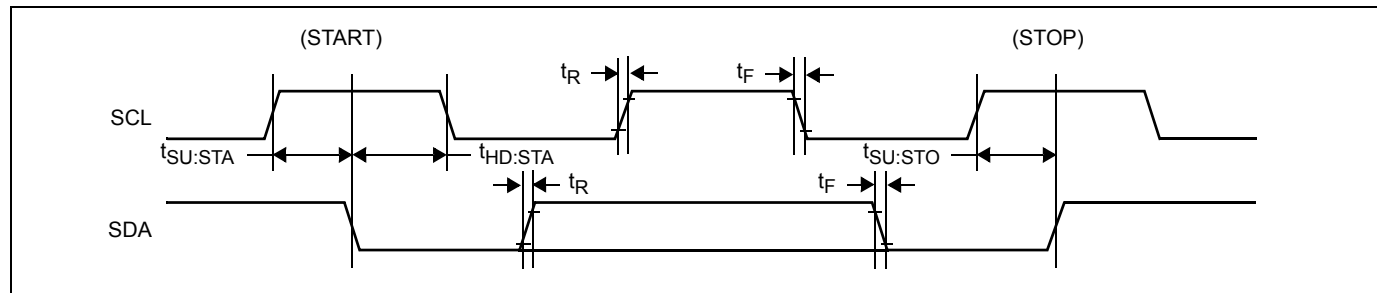 (START) (STOP)
tR tF
SCL
tSU:STA tHD:STA tSU:STO
tR tF
SDA